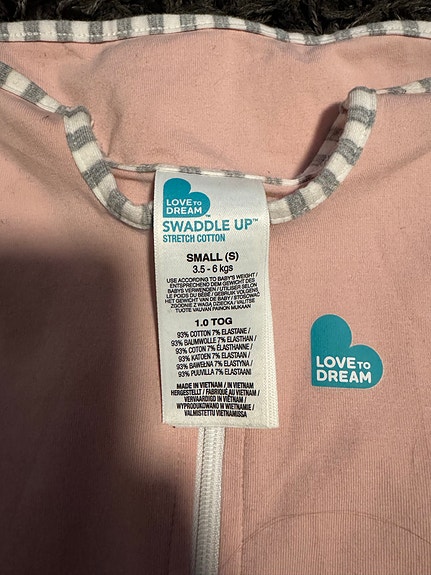 LOVE TO
DREAM™
SWADDLE UP™
STRETCH COTTON
SMALL (S)
3.5 - 6 kgs
USE ACCORDING TO BABY'S WEIGHT /
ENTSPRECHEND DEM GEWICHT DES
BABYS VERWENDEN / UTILISER SELON
LE POIDS DU BÉBÉ / GEBRUIK VOLGENS
HET GEWICHT VAN DE BABY / STOSOWAĆ
ZGODNIE Z WAGĄ DZIECKA / VALITSE
TUOTE VAUVAN PAINON MUKAAN
1.0 TOG
93% COTTON 7% ELASTANE /
93% BAUMWOLLE 7% ELASTHAN /
93% COTON 7% ÉLASTHANNE /
93% KATOEN 7% ELASTAAN /
93% BAWEŁNA 7% ELASTYNA /
93% PUUVILLA 7% ELASTAANI
MADE IN VIETNAM / IN VIETNAM
HERGESTELLT / FABRIQUÉ AU VIETNAM /
VERVAARDIGD IN VIETNAM /
WYPRODUKOWANO W WIETNAMIE /
VALMISTETTU VIETNAMISSA
LOVE TO
DREAM